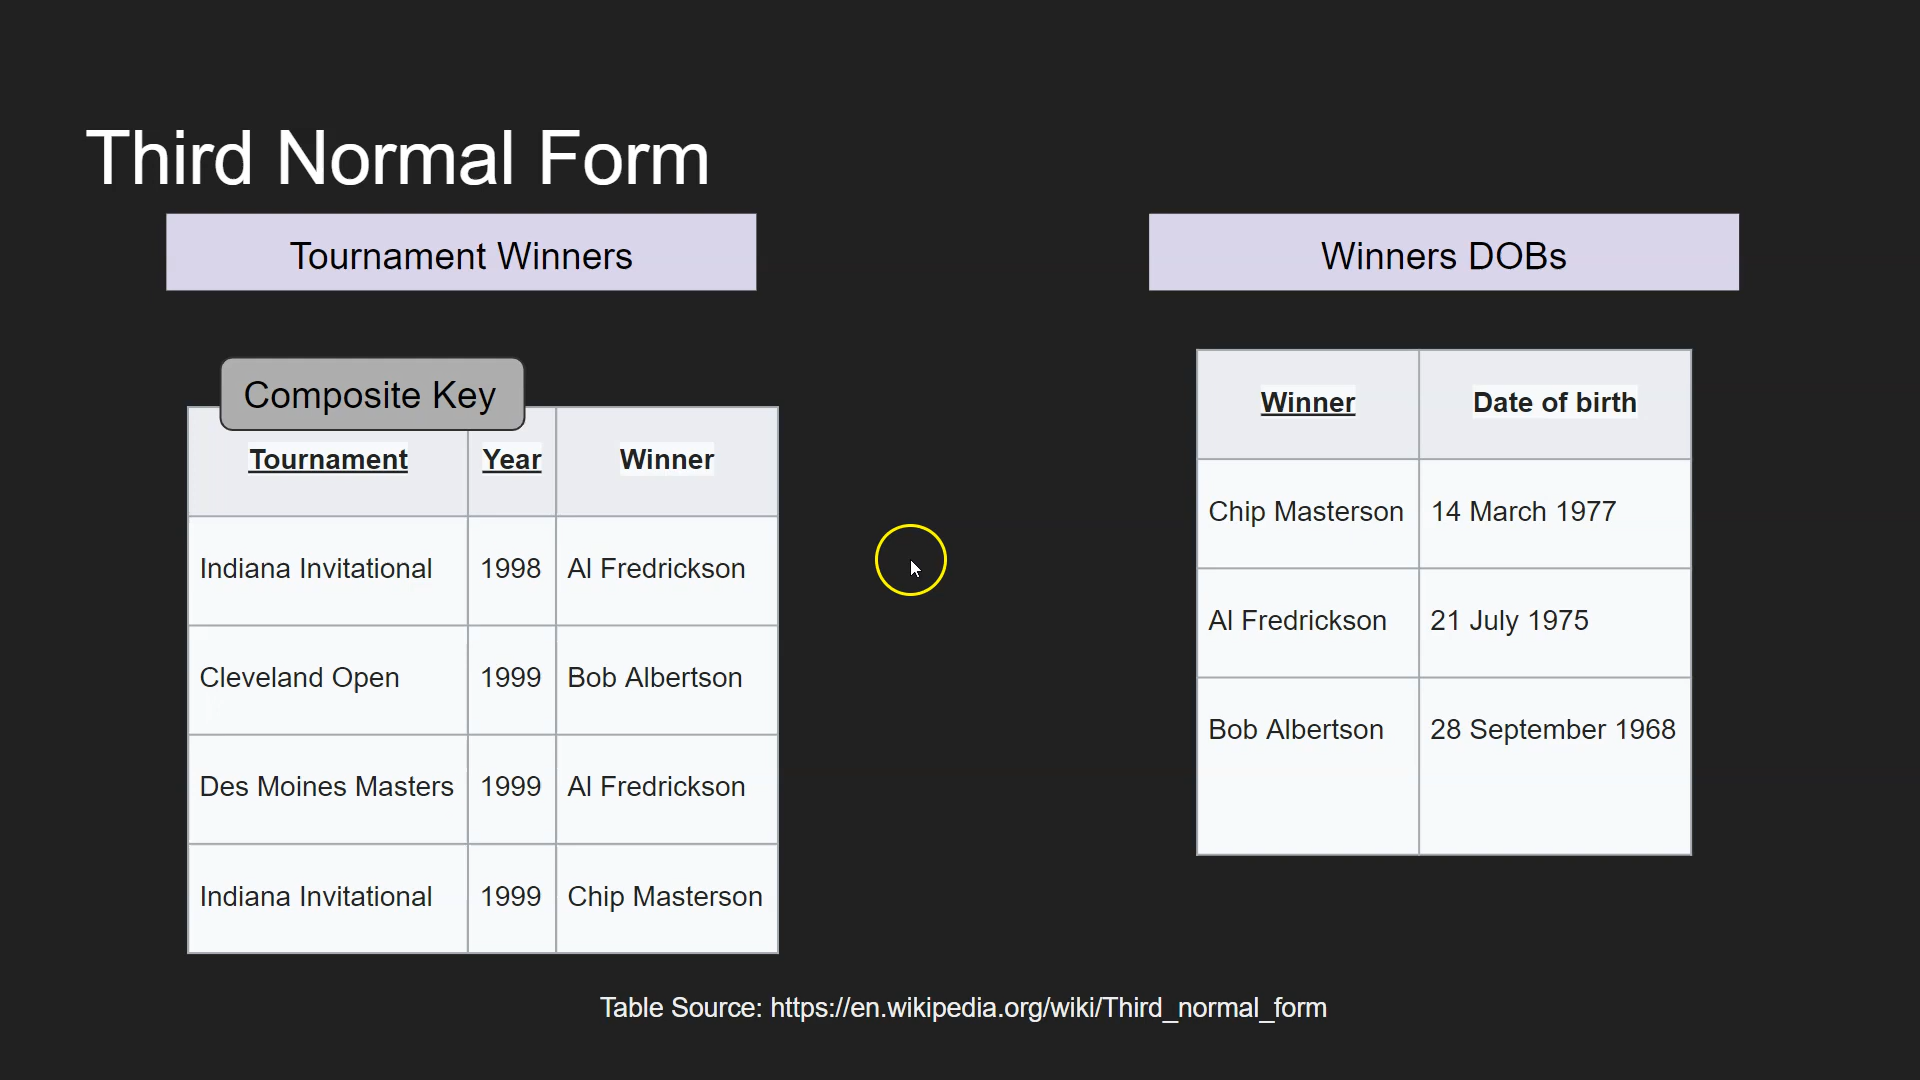 Third Normal Form
Tournament Winners
Composite Key
Tournament Year Winner
Indiana Invitational 1998 Al Fredrickson
Cleveland Open 1999 Bob Albertson
Des Moines Masters 1999 Al Fredrickson
Indiana Invitational 1999 Chip Masterson
Winners DOBs
Winner Date of birth
Chip Masterson 14 March 1977
Al Fredrickson 21 July 1975
Bob Albertson 28 September 1968
Table Source: https://en.wikipedia.org/wiki/Third_normal_form